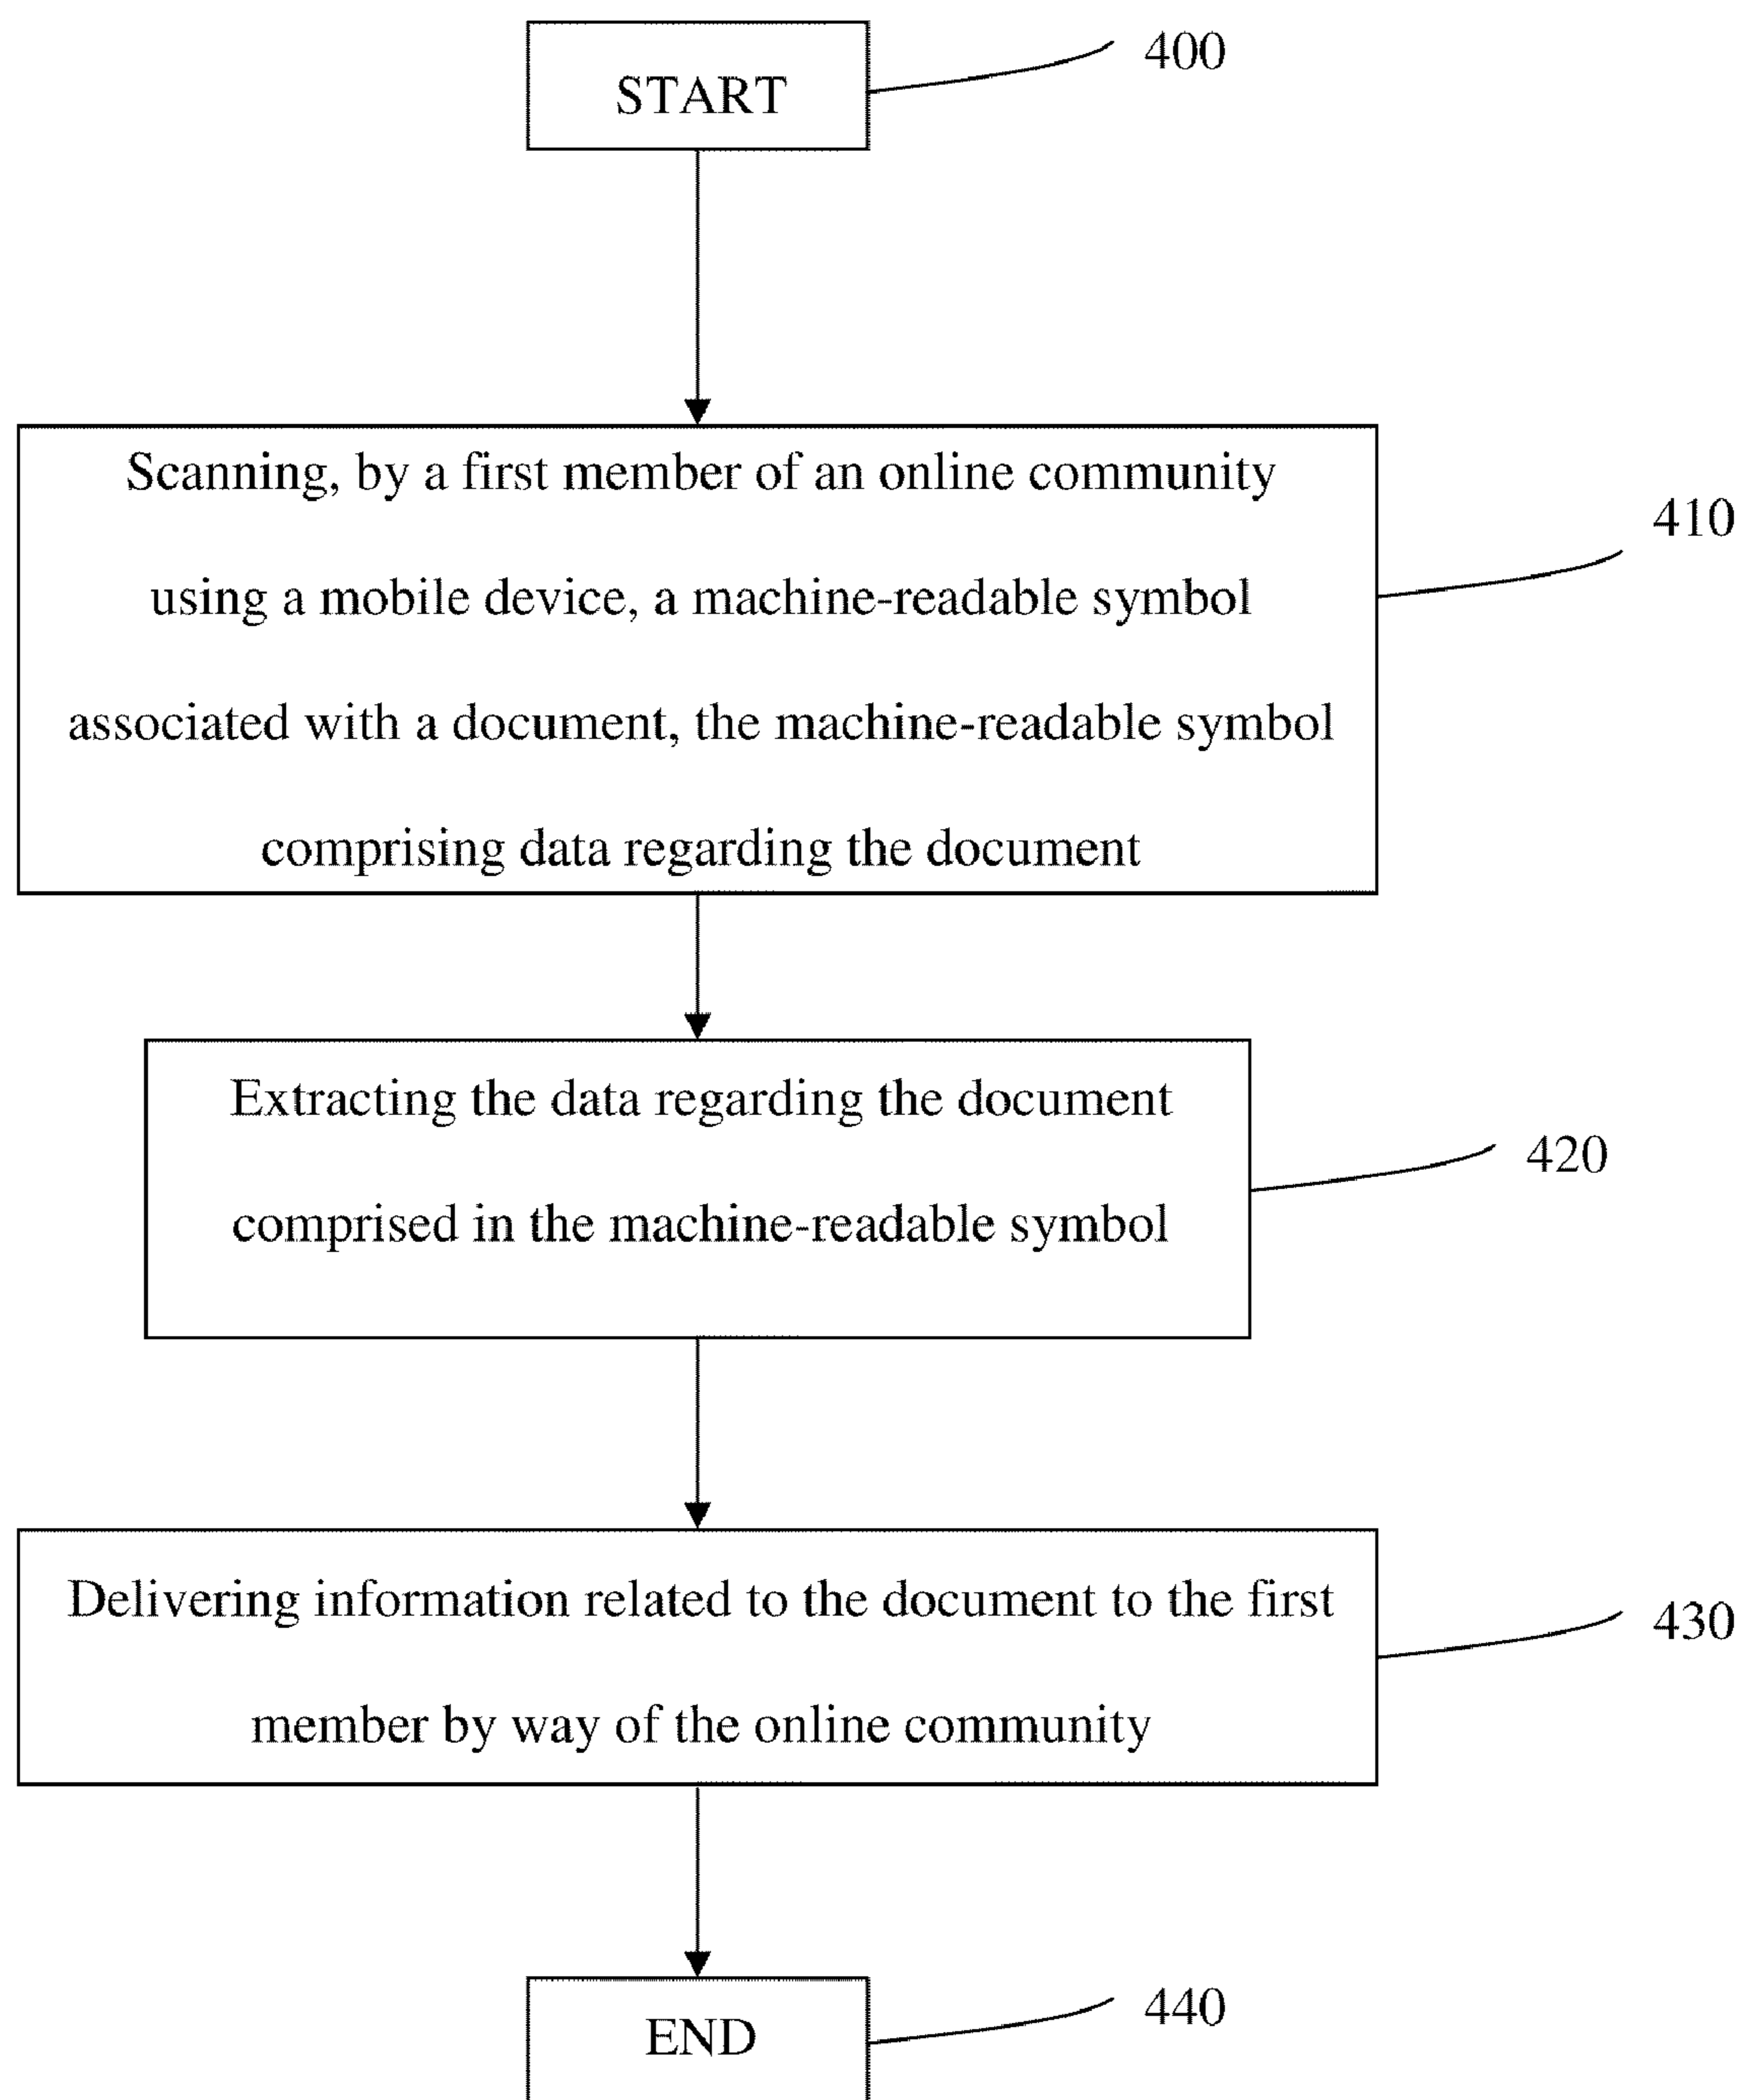 START
400
Scanning, by a first member of an online community
using a mobile device, a machine-readable symbol
associated with a document, the machine-readable symbol
comprising data regarding the document
410
Extracting the data regarding the document
comprised in the machine-readable symbol
420
Delivering information related to the document to the first
member by way of the online community
430
END
440